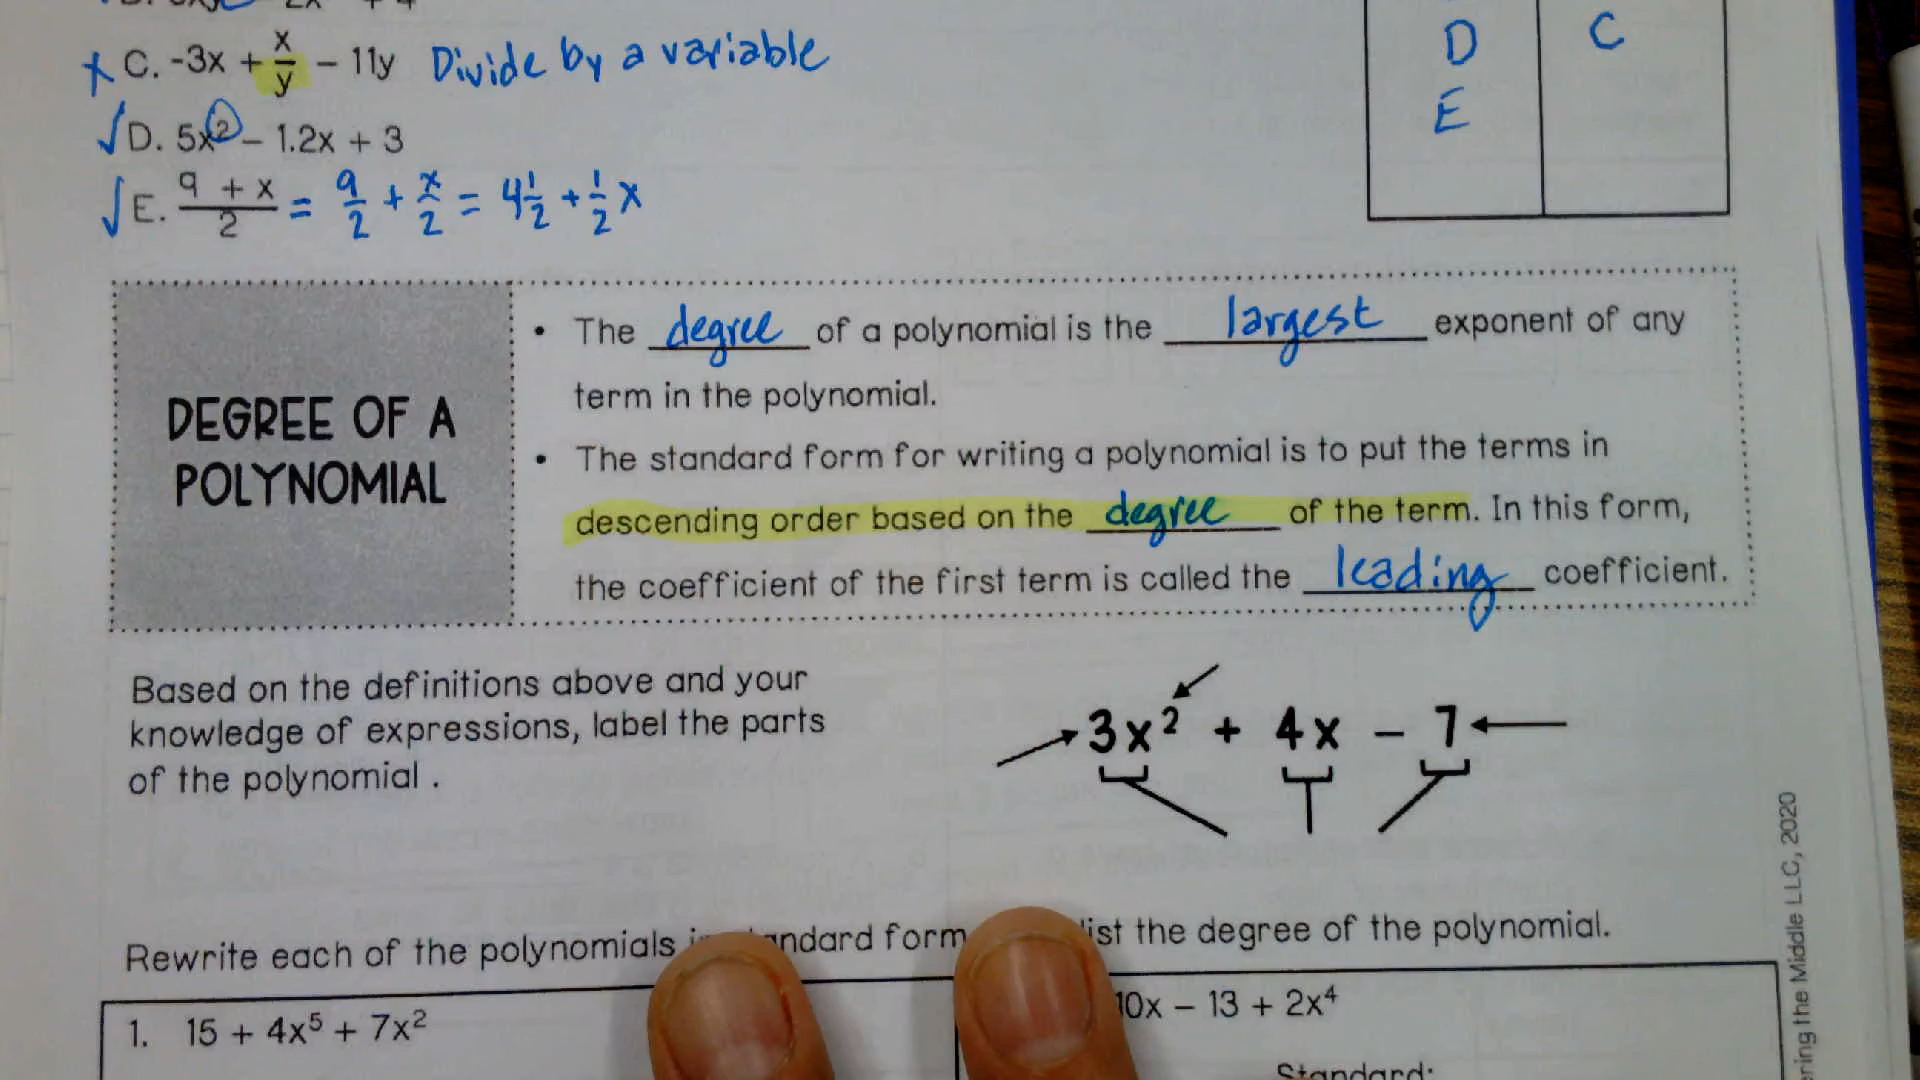 X C. -3x + x/y - 11y Divide by a variable
√ D. 5x² - 1.2x + 3
√ E. 9 + x / 2 = 9/2 + x/2 = 4 1/2 + 1/2 x
D C
E
DEGREE OF A
POLYNOMIAL
• The degree of a polynomial is the largest exponent of any
term in the polynomial.
• The standard form for writing a polynomial is to put the terms in
descending order based on the degree of the term. In this form,
the coefficient of the first term is called the leading coefficient.
Based on the definitions above and your
knowledge of expressions, label the parts
of the polynomial .
3x² + 4x - 7
Rewrite each of the polynomials standard form list the degree of the polynomial.
1. 15 + 4x⁵ + 7x²
10x - 13 + 2x⁴
Standard:
the Middle LLC, 2020